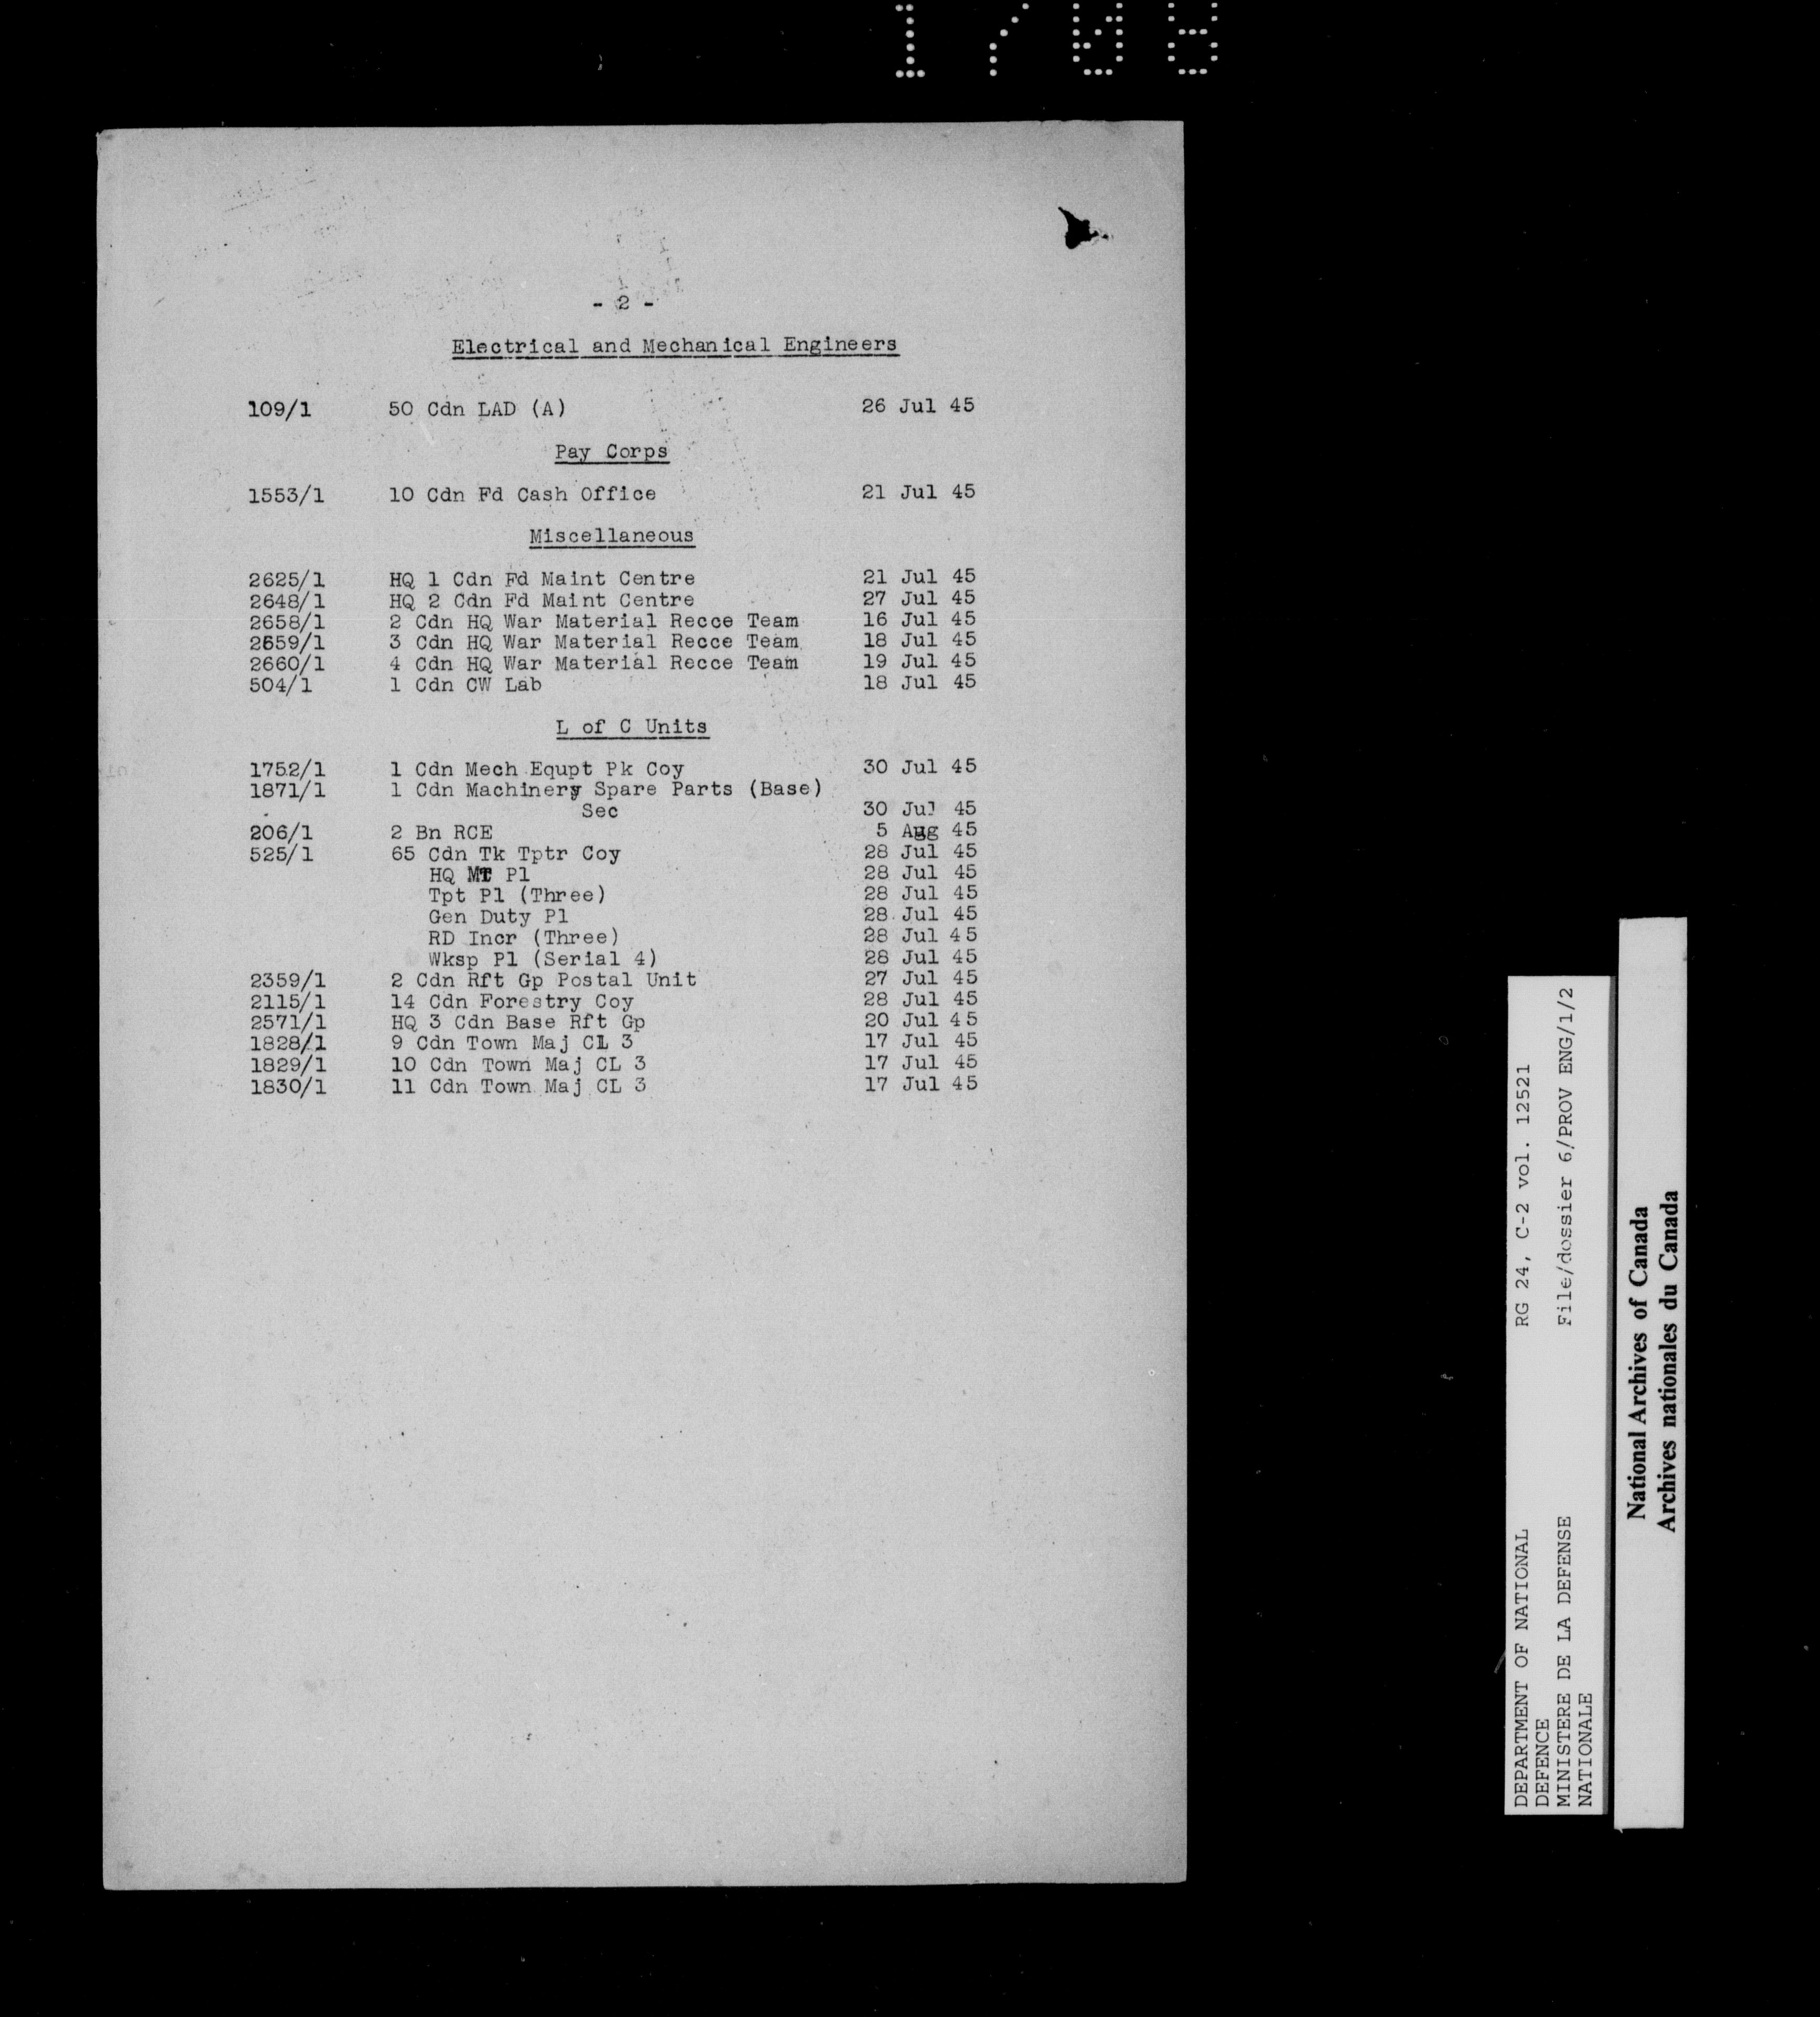 1708
- 2 -
Electrical and Mechanical Engineers
109/1 50 Cdn LAD (A) 26 Jul 45
Pay Corps
1553/1 10 Cdn Fd Cash Office 21 Jul 45
Miscellaneous
2625/1 HQ 1 Cdn Fd Maint Centre 21 Jul 45
2648/1 HQ 2 Cdn Fd Maint Centre 27 Jul 45
2658/1 2 Cdn HQ War Material Recce Team 16 Jul 45
2659/1 3 Cdn HQ War Material Recce Team 18 Jul 45
2660/1 4 Cdn HQ War Material Recce Team 19 Jul 45
504/1 1 Cdn CW Lab 18 Jul 45
L of C Units
1752/1 1 Cdn Mech Equpt Pk Coy 30 Jul 45
1871/1 1 Cdn Machinery Spare Parts (Base)
Sec 30 Jul 45
206/1 2 Bn RCE 5 Aug 45
525/1 65 Cdn Tk Tptr Coy 28 Jul 45
HQ MT Pl 28 Jul 45
Tpt Pl (Three) 28 Jul 45
Gen Duty Pl 28 Jul 45
RD Incr (Three) 28 Jul 45
Wksp Pl (Serial 4) 28 Jul 45
2359/1 2 Cdn Rft Gp Postal Unit 27 Jul 45
2115/1 14 Cdn Forestry Coy 28 Jul 45
2571/1 HQ 3 Cdn Base Rft Gp 20 Jul 45
1828/1 9 Cdn Town Maj CL 3 17 Jul 45
1829/1 10 Cdn Town Maj CL 3 17 Jul 45
1830/1 11 Cdn Town Maj CL 3 17 Jul 45
DEPARTMENT OF NATIONAL RG 24, C-2 vol. 12521
DEFENCE
MINISTERE DE LA DEFENSE File/dossier 6/PROV ENG/1/2
NATIONALE
National Archives of Canada
Archives nationales du Canada